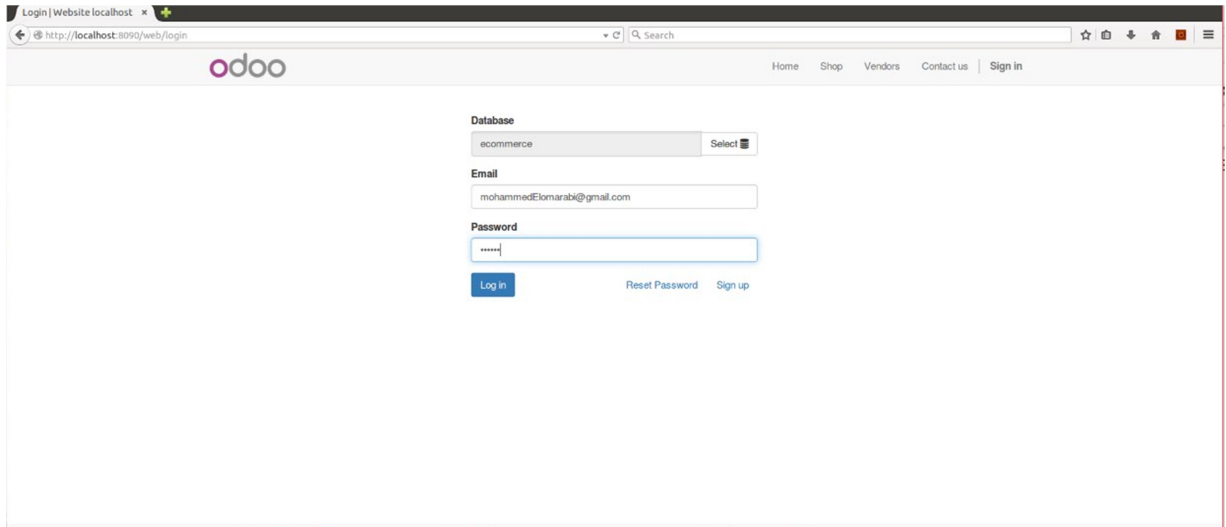 Login | Website localhost ×
http://localhost:8090/web/login
Search
odoo
Home Shop Vendors Contact us Sign in
Database
ecommerce
Select
Email
mohammedElomarabi@gmail.com
Password
••••••
Log in Reset Password Sign up